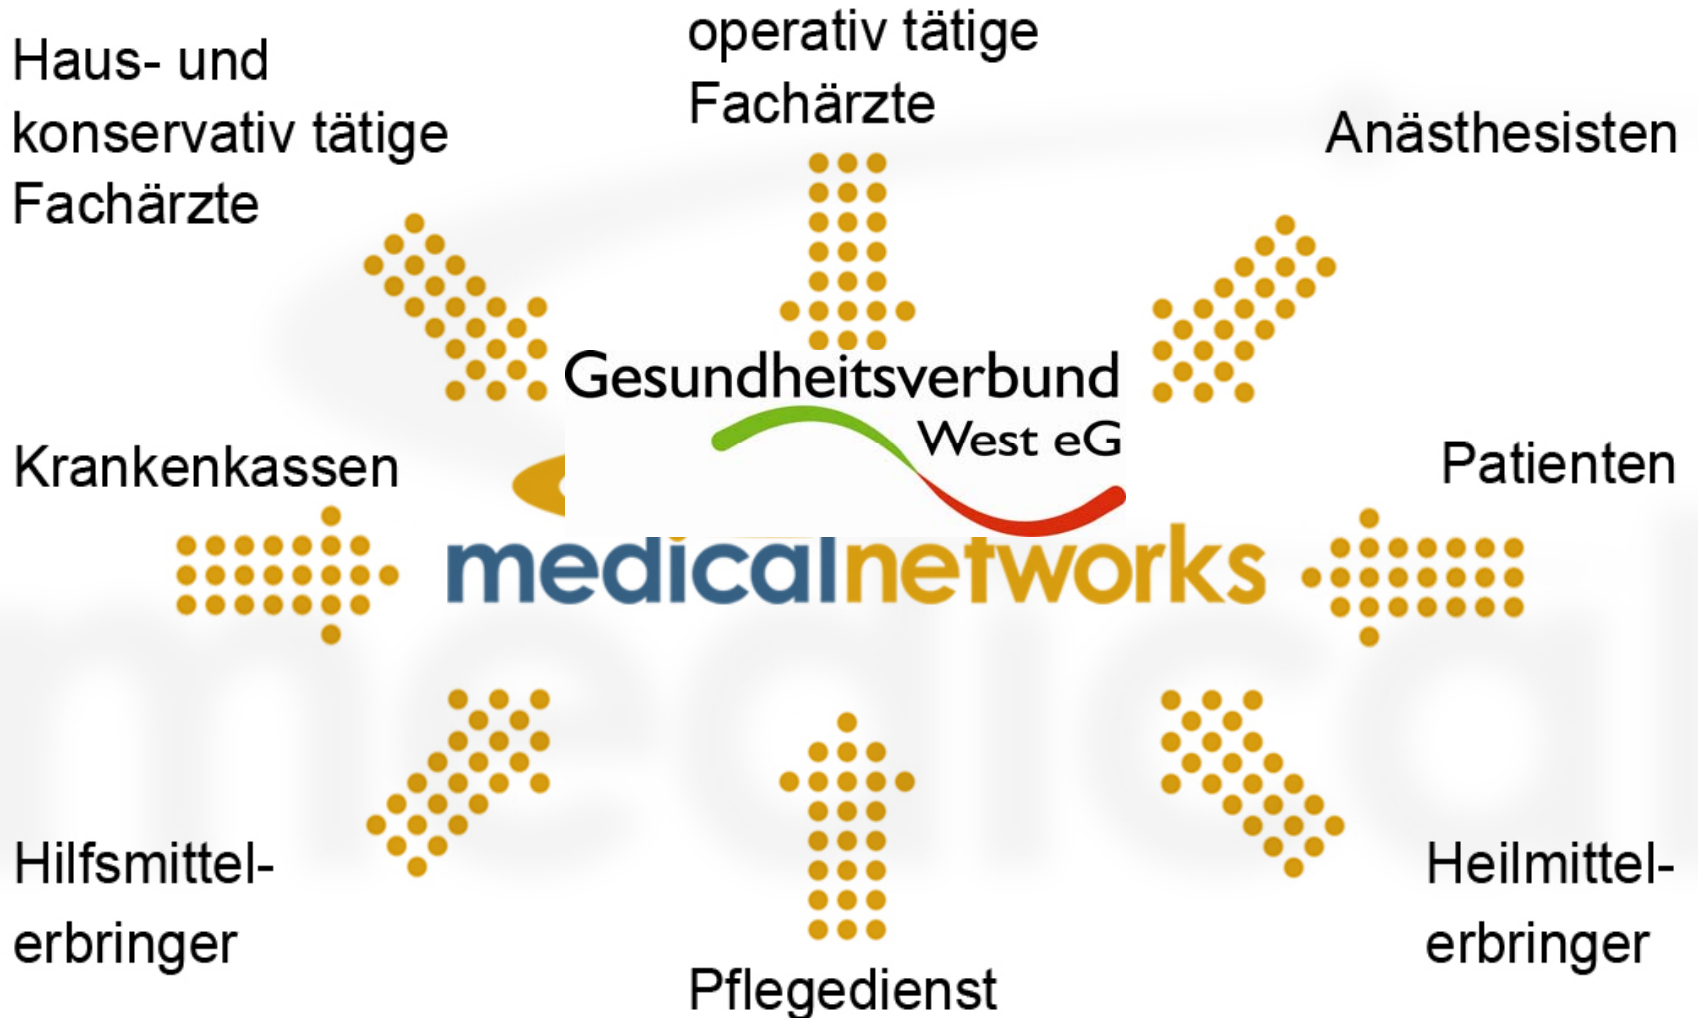 operativ tätige
Fachärzte
Haus- und
konservativ tätige
Fachärzte
Anästhesisten
Gesundheitsverbund
West eG
Krankenkassen
Patienten
medicalnetworks
medical
Hilfsmittel-
erbringer
Heilmittel-
erbringer
Pflegedienst